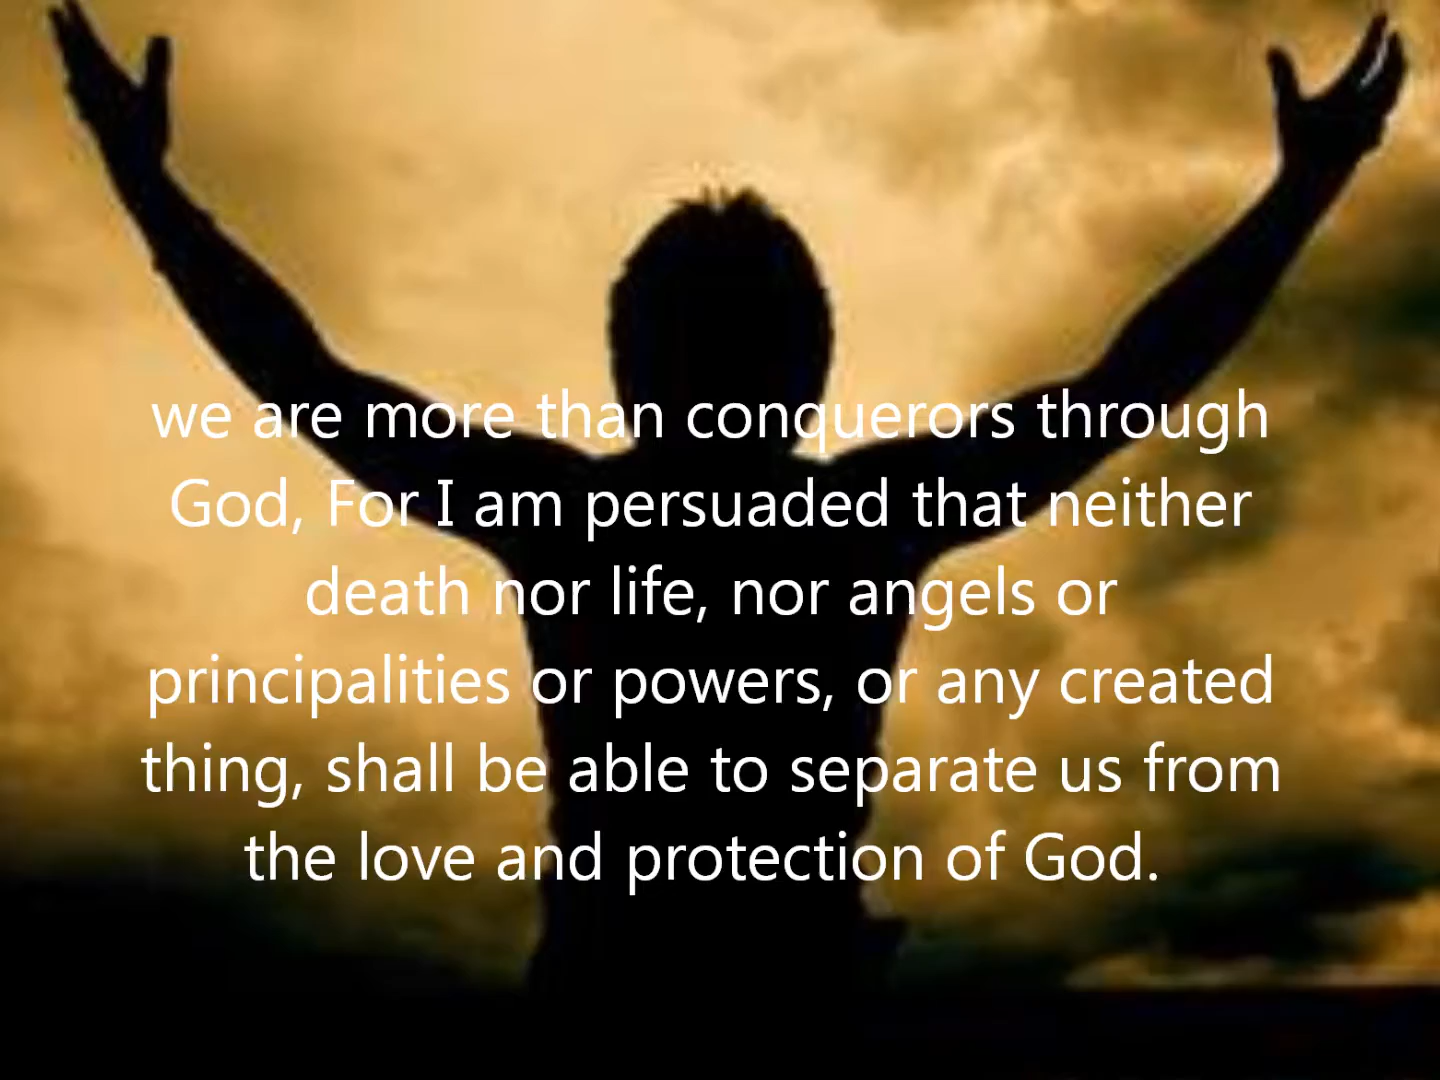 we are more than conquerors through
God, For I am persuaded that neither
death nor life, nor angels or
principalities or powers, or any created
thing, shall be able to separate us from
the love and protection of God.